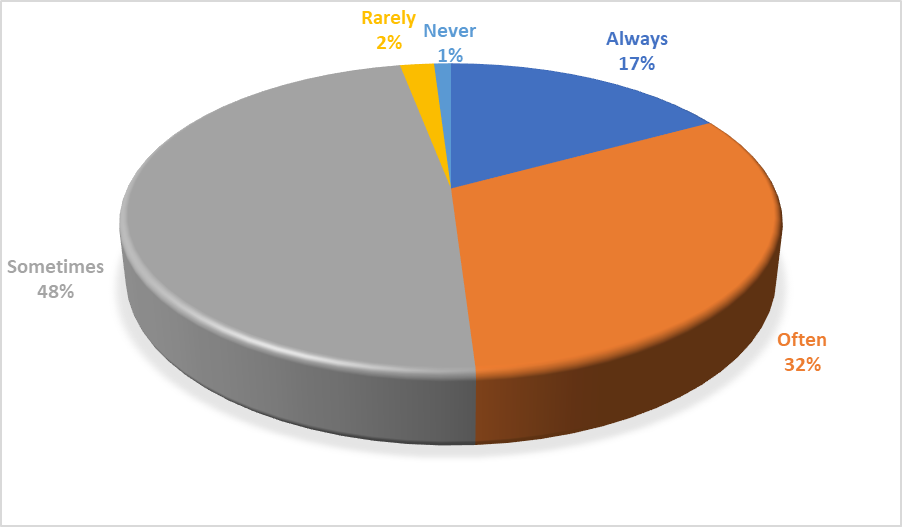 Rarely
2%
Never
1%
Always
17%
Sometimes
48%
Often
32%